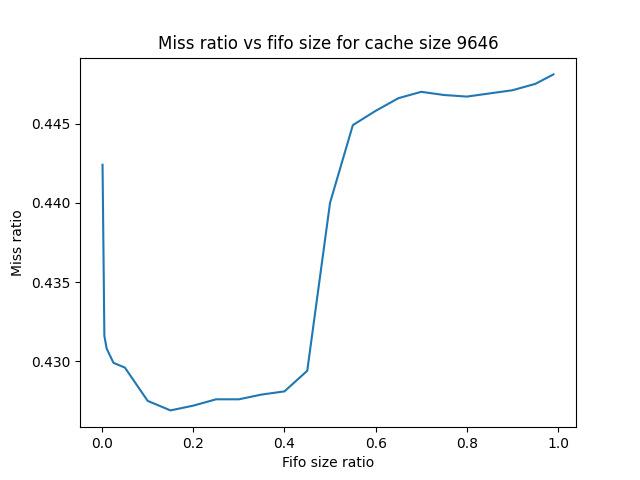 Miss ratio vs fifo size for cache size 9646
0.445
0.440
0.435
0.430
Miss ratio
0.0 0.2 0.4 0.6 0.8 1.0
Fifo size ratio